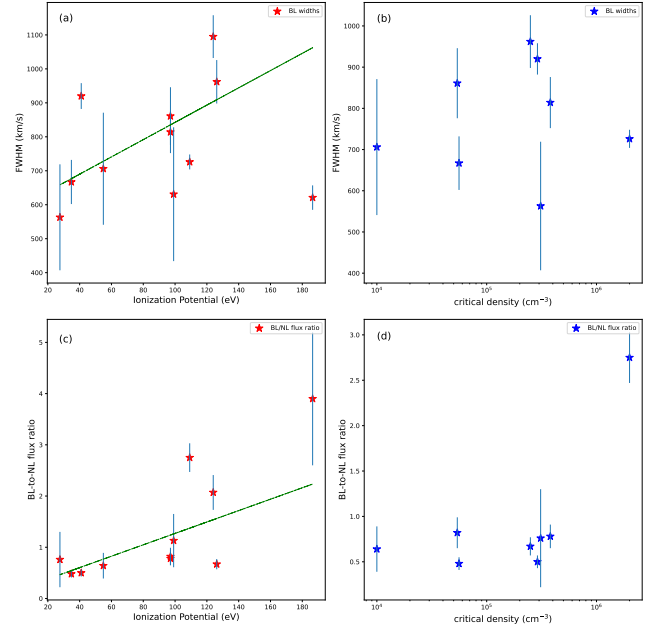 (a)
BL widths
1100
1000
900
800
700
600
500
400
FWHM (km/s)
20 40 60 80 100 120 140 160 180
Ionization Potential (eV)
(b)
BL widths
1000
900
800
700
600
500
400
FWHM (km/s)
10⁴ 10⁵ 10⁶
critical density (cm⁻³)
(c)
BL/NL flux ratio
5
4
3
2
1
0
BL-to-NL flux ratio
20 40 60 80 100 120 140 160 180
Ionization Potential (eV)
(d)
BL/NL flux ratio
3.0
2.5
2.0
1.5
1.0
0.5
BL-to-NL flux ratio
10⁴ 10⁵ 10⁶
critical density (cm⁻³)